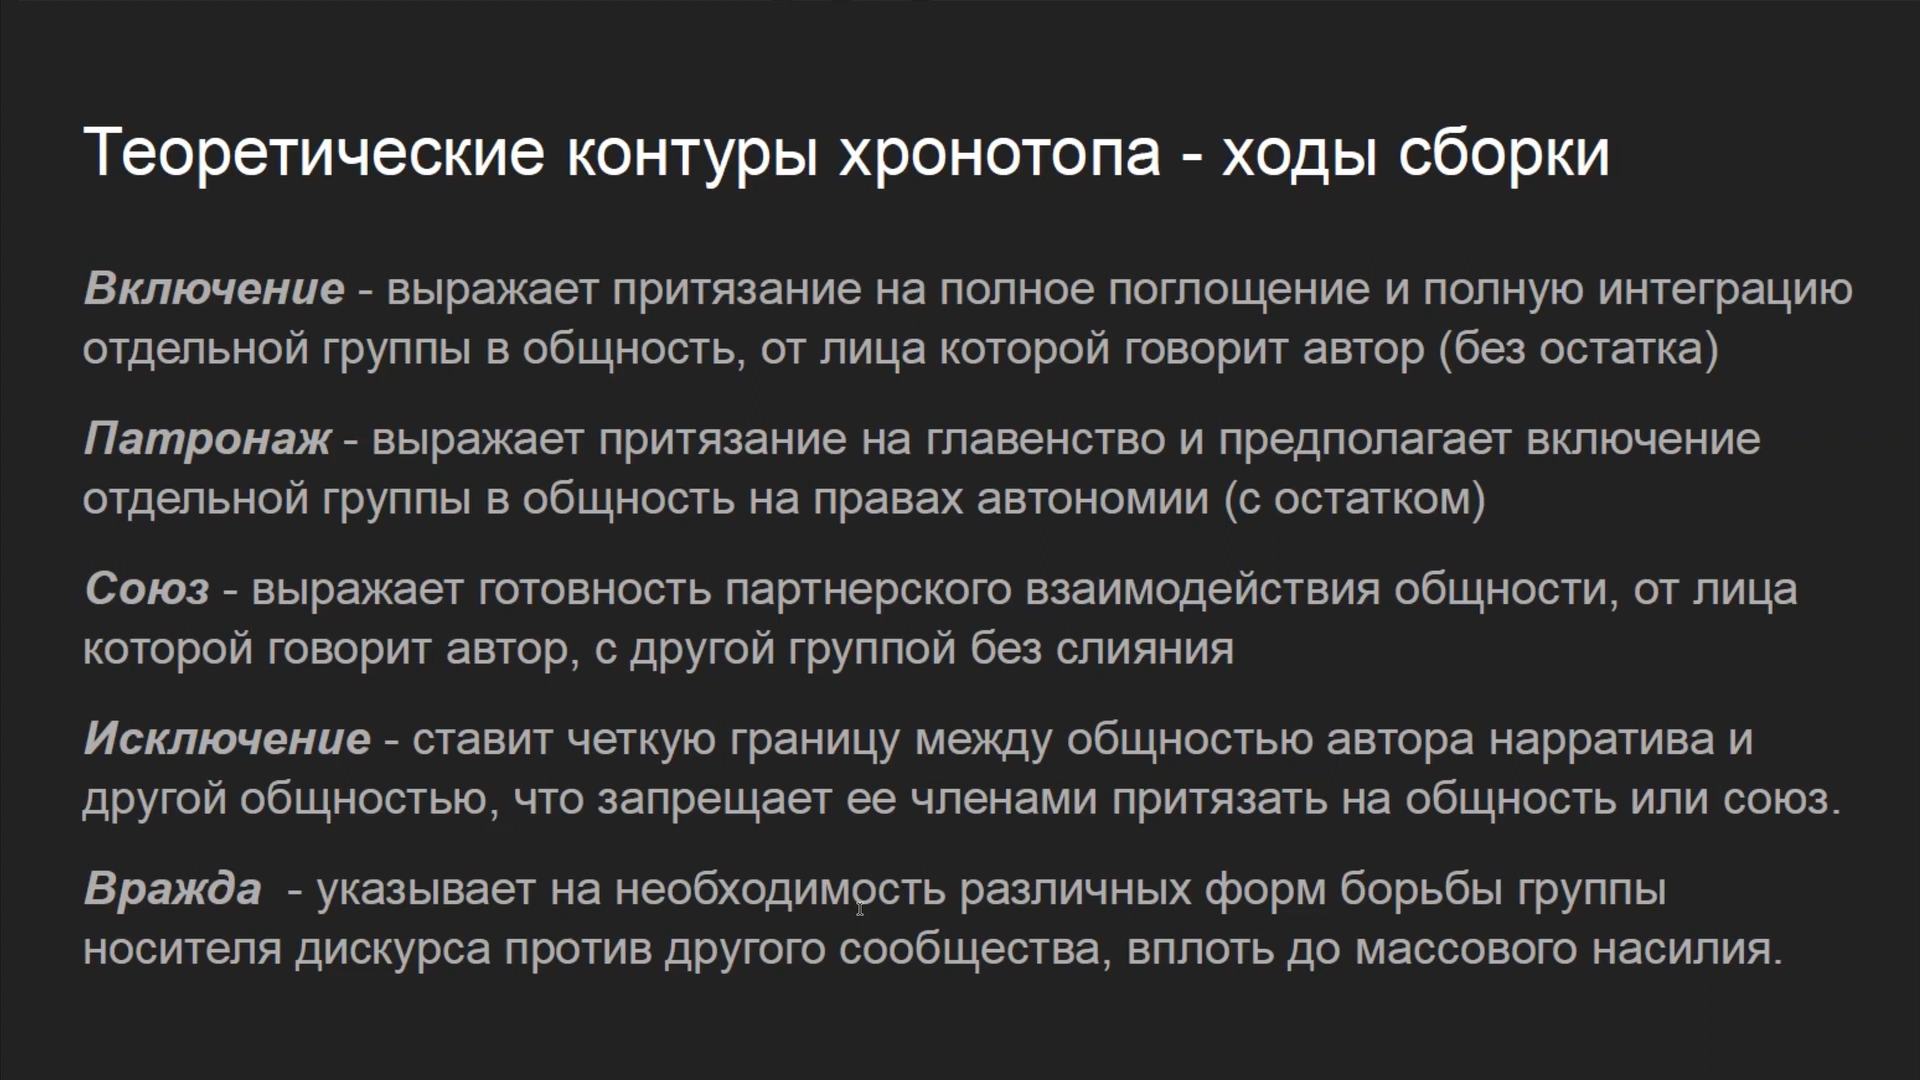 Теоретические контуры хронотопа - ходы сборки
Включение - выражает притязание на полное поглощение и полную интеграцию
отдельной группы в общность, от лица которой говорит автор (без остатка)
Патронаж - выражает притязание на главенство и предполагает включение
отдельной группы в общность на правах автономии (с остатком)
Союз - выражает готовность партнерского взаимодействия общности, от лица
которой говорит автор, с другой группой без слияния
Исключение - ставит четкую границу между общностью автора нарратива и
другой общностью, что запрещает ее членами притязать на общность или союз.
Вражда  - указывает на необходимость различных форм борьбы группы
носителя дискурса против другого сообщества, вплоть до массового насилия.